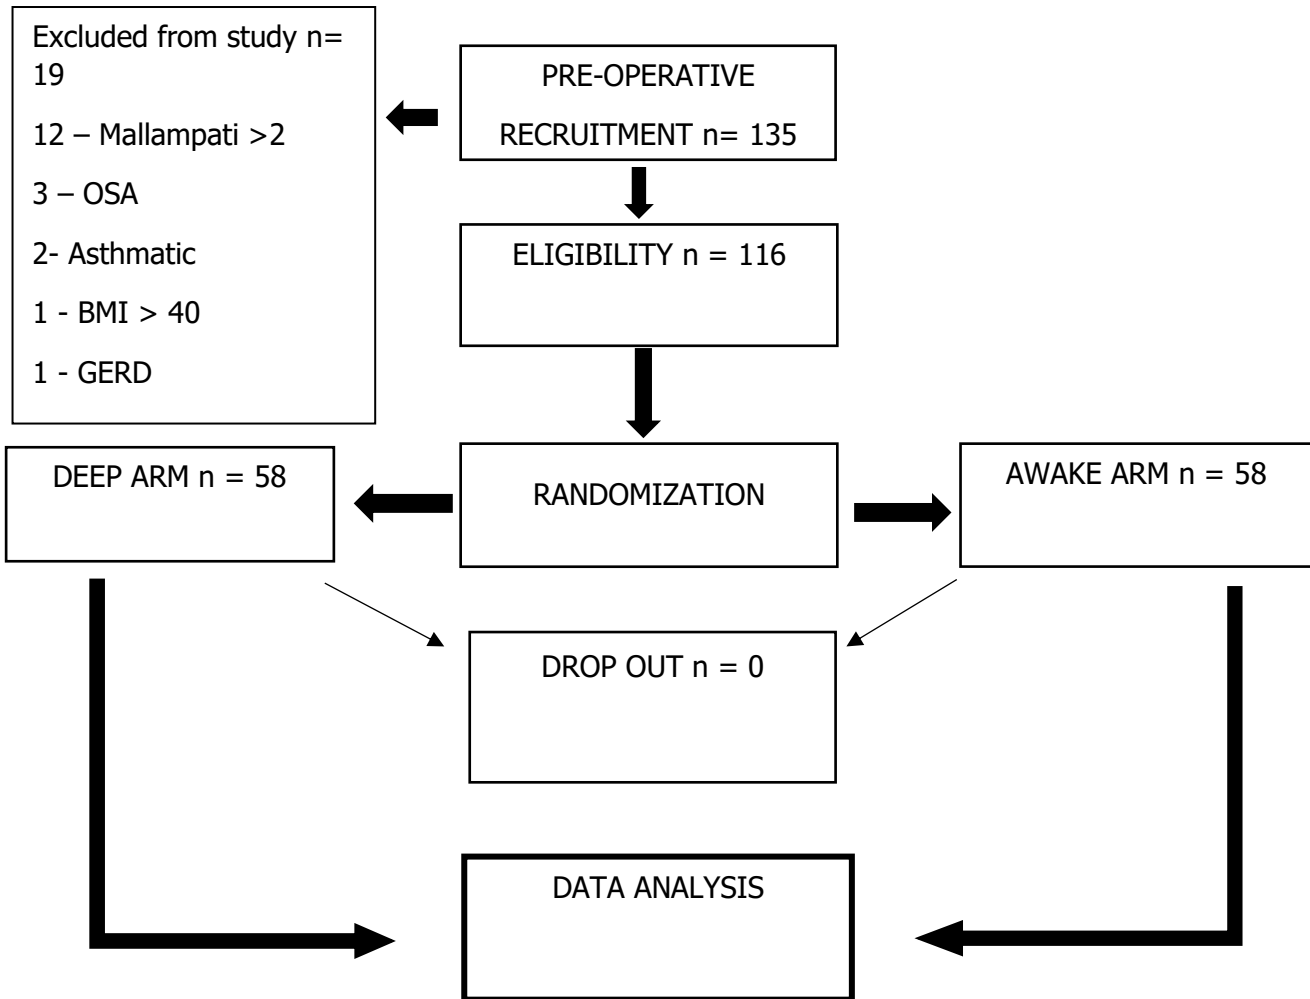 Excluded from study n=
19
12 – Mallampati >2
3 – OSA
2- Asthmatic
1 - BMI > 40
1 - GERD
PRE-OPERATIVE
RECRUITMENT n= 135
ELIGIBILITY n = 116
DEEP ARM n = 58
RANDOMIZATION
AWAKE ARM n = 58
DROP OUT n = 0
DATA ANALYSIS